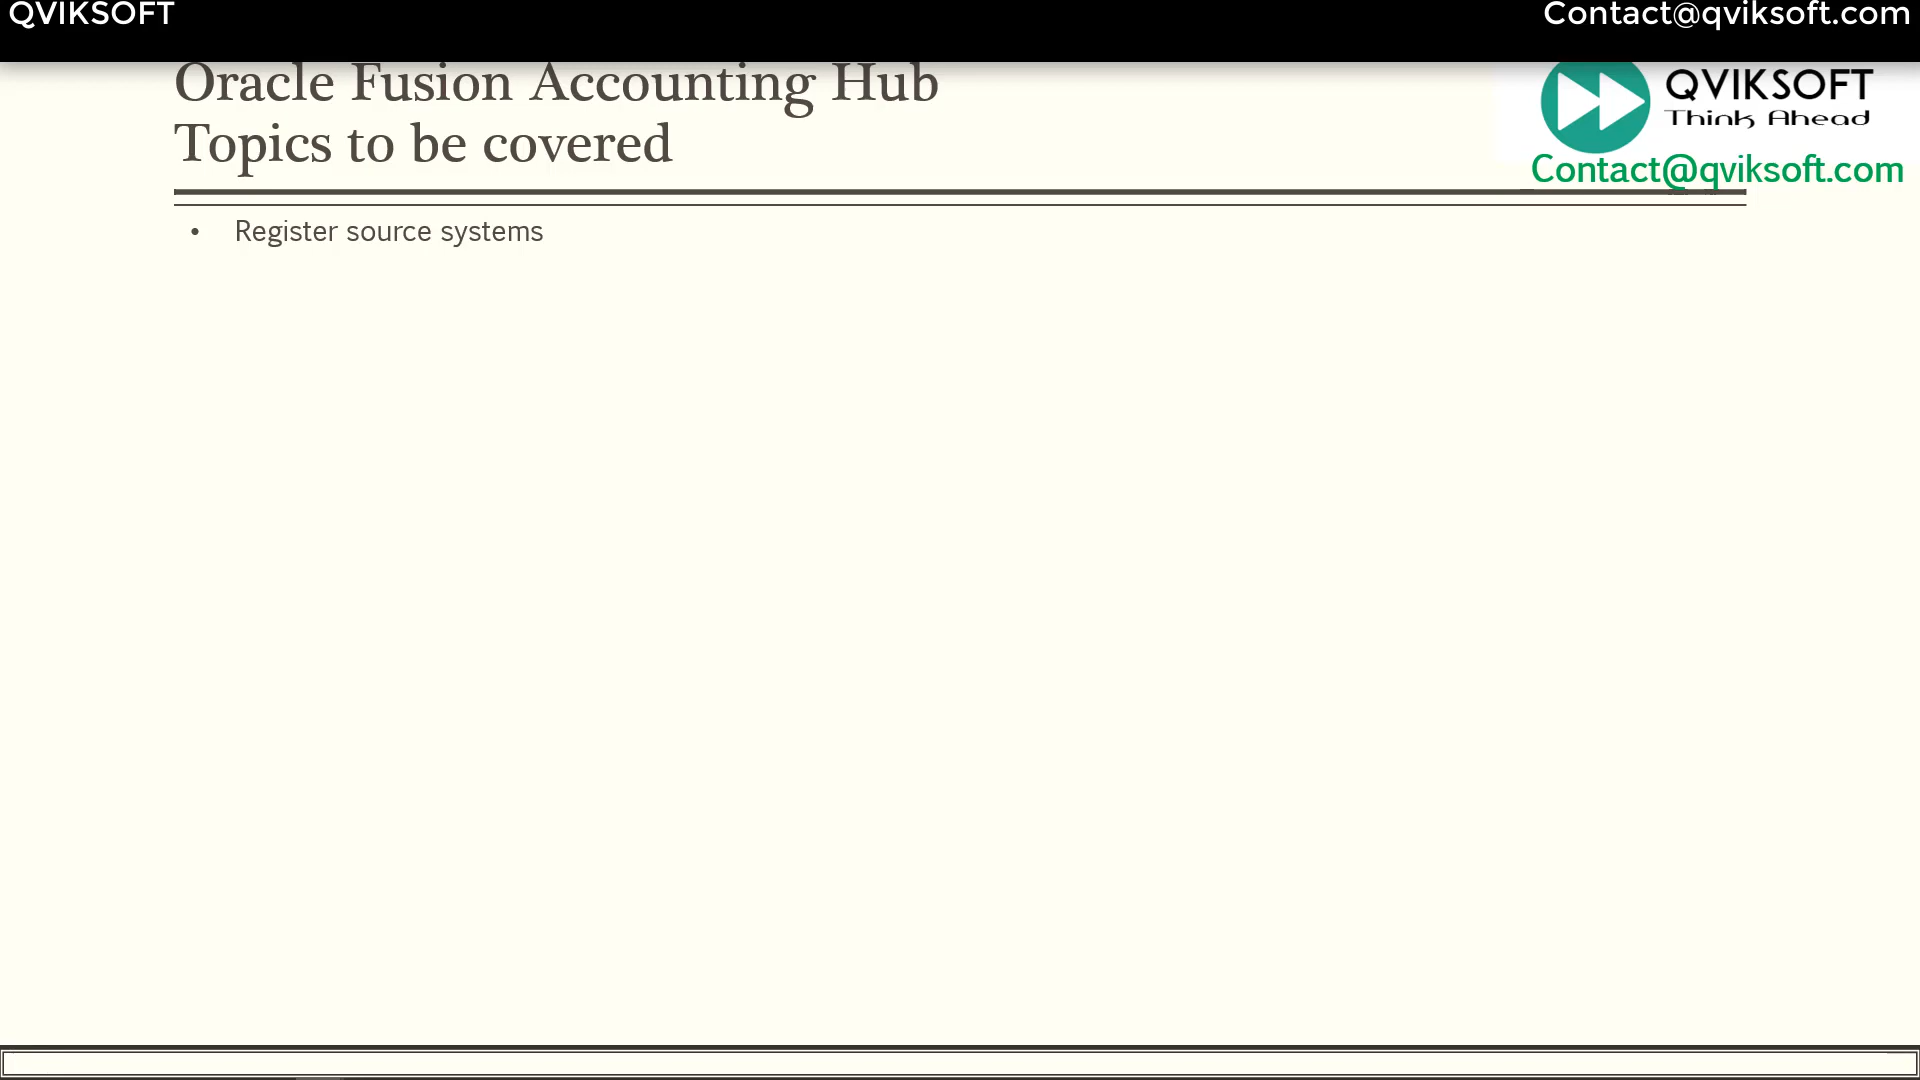 QVIKSOFT
Contact@qviksoft.com
Oracle Fusion Accounting Hub
Topics to be covered
QVIKSOFT
Think Ahead
Contact@qviksoft.com
• Register source systems